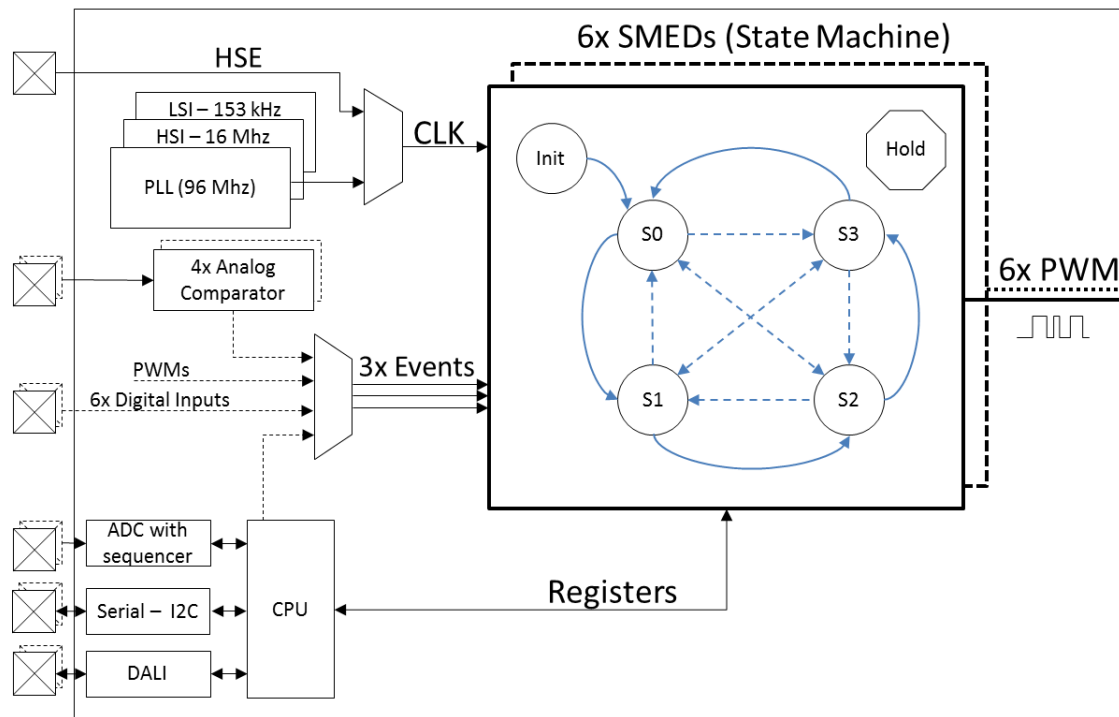 6x SMEDs (State Machine)
HSE
LSI – 153 kHz
HSI – 16 Mhz
PLL (96 Mhz)
CLK
Init
Hold
S0
S3
S1
S2
4x Analog
Comparator
PWMs
6x Digital Inputs
3x Events
6x PWM
ADC with
sequencer
Serial – I2C
DALI
CPU
Registers